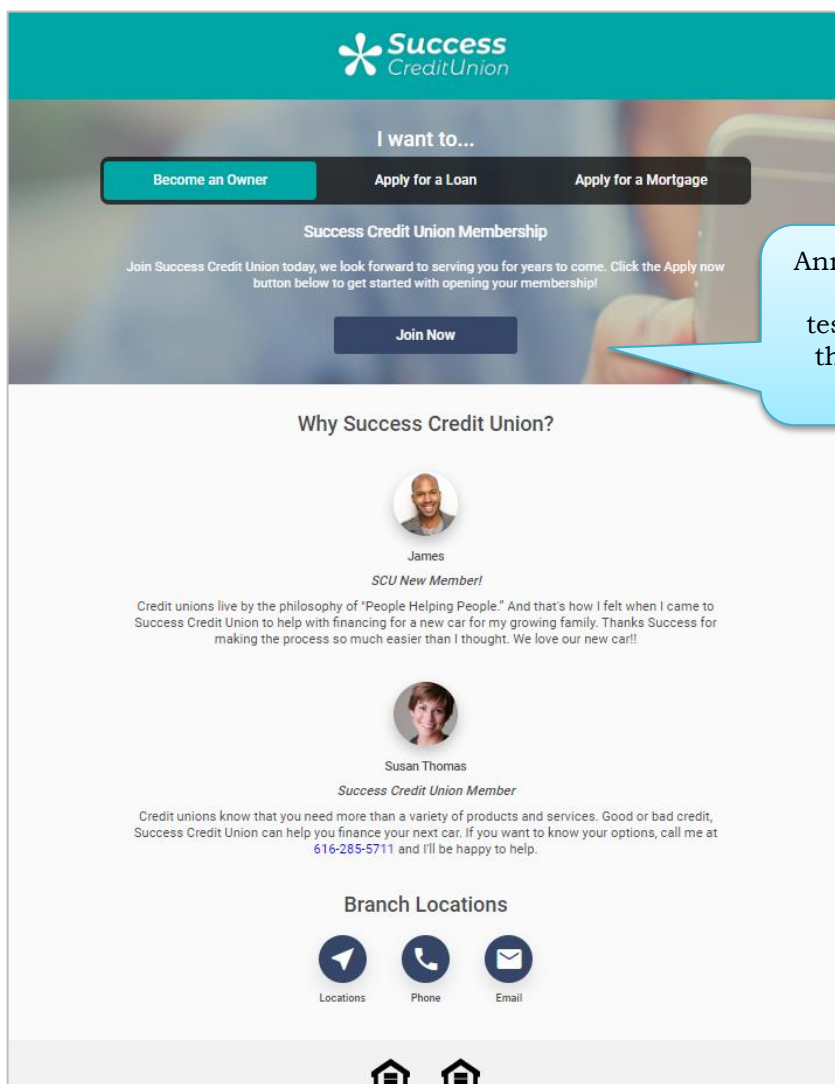 Success
CreditUnion
I want to...
Become an Owner
Apply for a Loan
Apply for a Mortgage
Success Credit Union Membership
Join Success Credit Union today, we look forward to serving you for years to come. Click the Apply now
button below to get started with opening your membership!
Join Now
Why Success Credit Union?
James
SCU New Member!
Credit unions live by the philosophy of "People Helping People." And that's how I felt when I came to
Success Credit Union to help with financing for a new car for my growing family. Thanks Success for
making the process so much easier than I thought. We love our new car!!
Susan Thomas
Success Credit Union Member
Credit unions know that you need more than a variety of products and services. Good or bad credit,
Success Credit Union can help you finance your next car. If you want to know your options, call me at
616-285-5711 and I'll be happy to help.
Branch Locations
Locations
Phone
Email